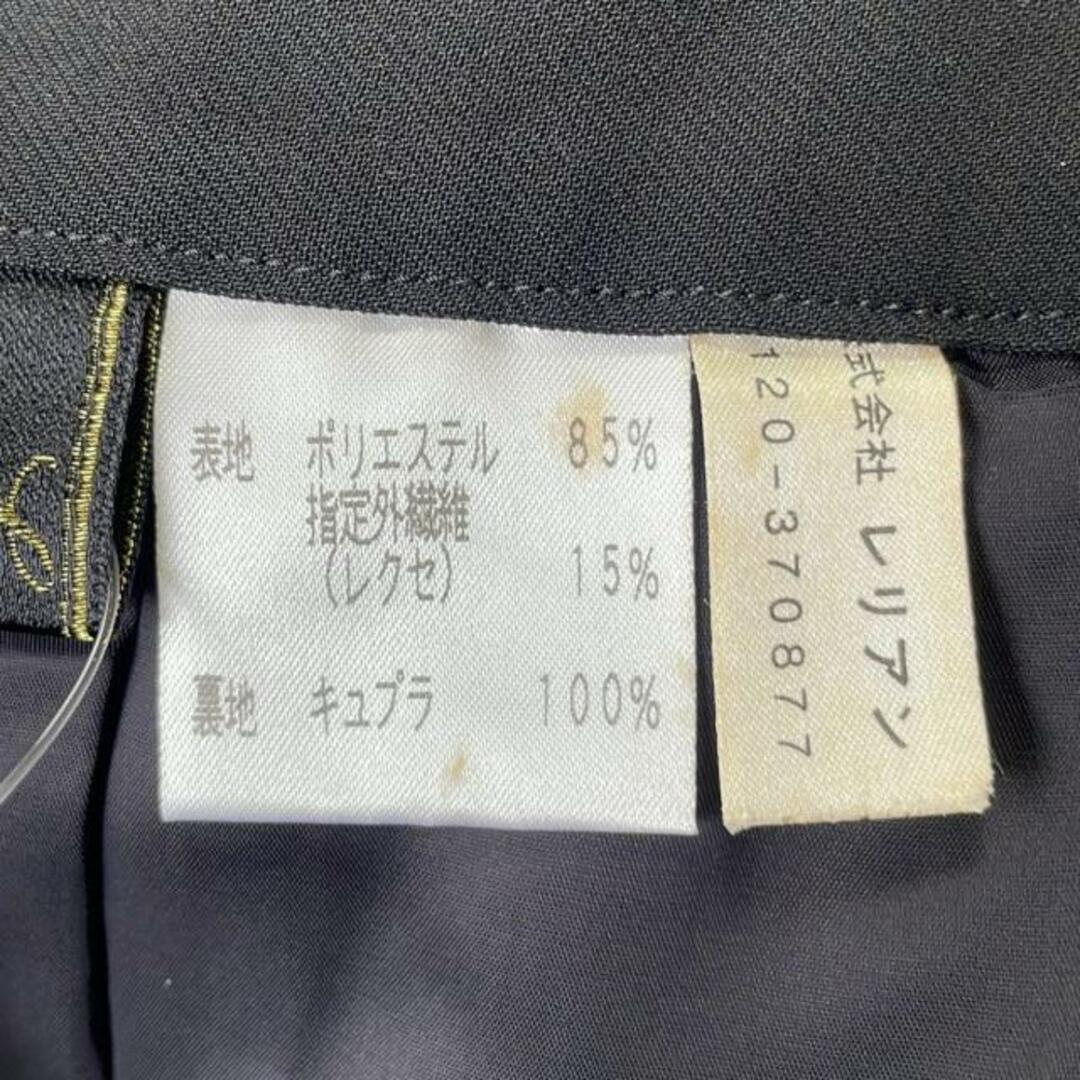 表地 ポリエステル 85%
指定外繊維
(レクセ) 15%
裏地 キュプラ 100%
式会社 レリアン
120-370877